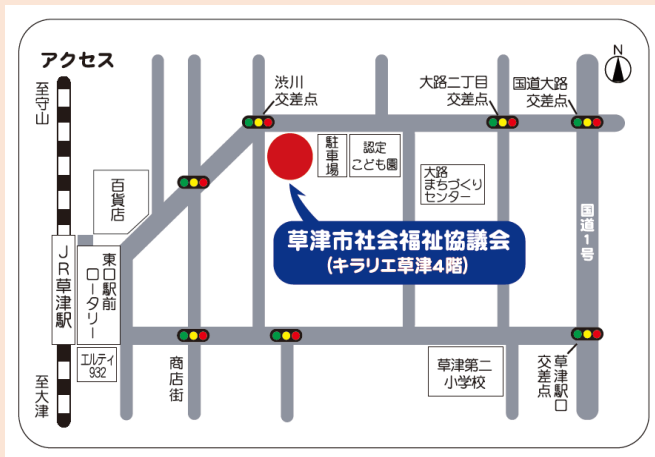 アクセス
N
至守山
渋川
交差点
大路二丁目
交差点
国道大路
交差点
駐車場
認定
こども園
大路
まちづくり
センター
百貨店
草津市社会福祉協議会
(キラリエ草津4階)
国道1号
JR草津駅
東口駅前
ロータリー
エルティ
932
商店街
草津第二
小学校
草津駅口
交差点
至大津